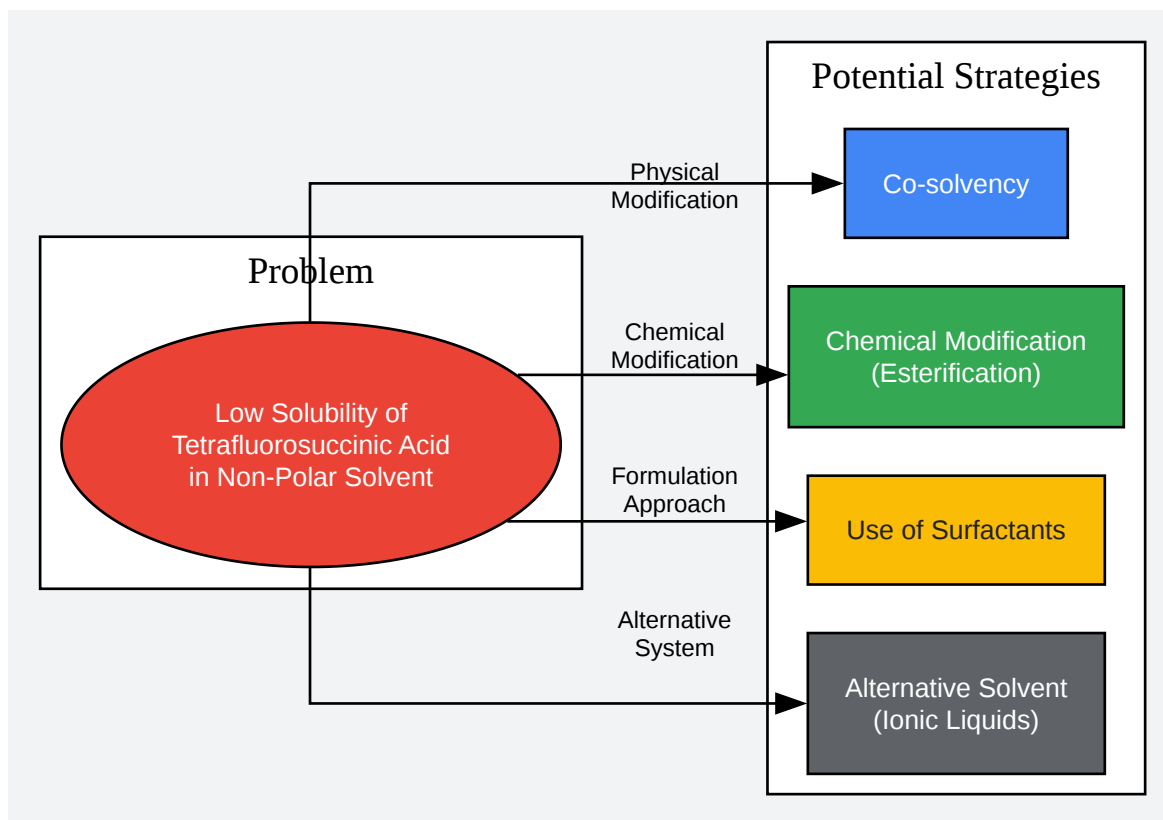 Potential Strategies
Physical
Modification
Co-solvency
Problem
Chemical
Modification
Chemical Modification
(Esterification)
Low Solubility of
Tetrafluorosuccinic Acid
in Non-Polar Solvent
Formulation
Approach
Use of Surfactants
Alternative
System
Alternative Solvent
(Ionic Liquids)